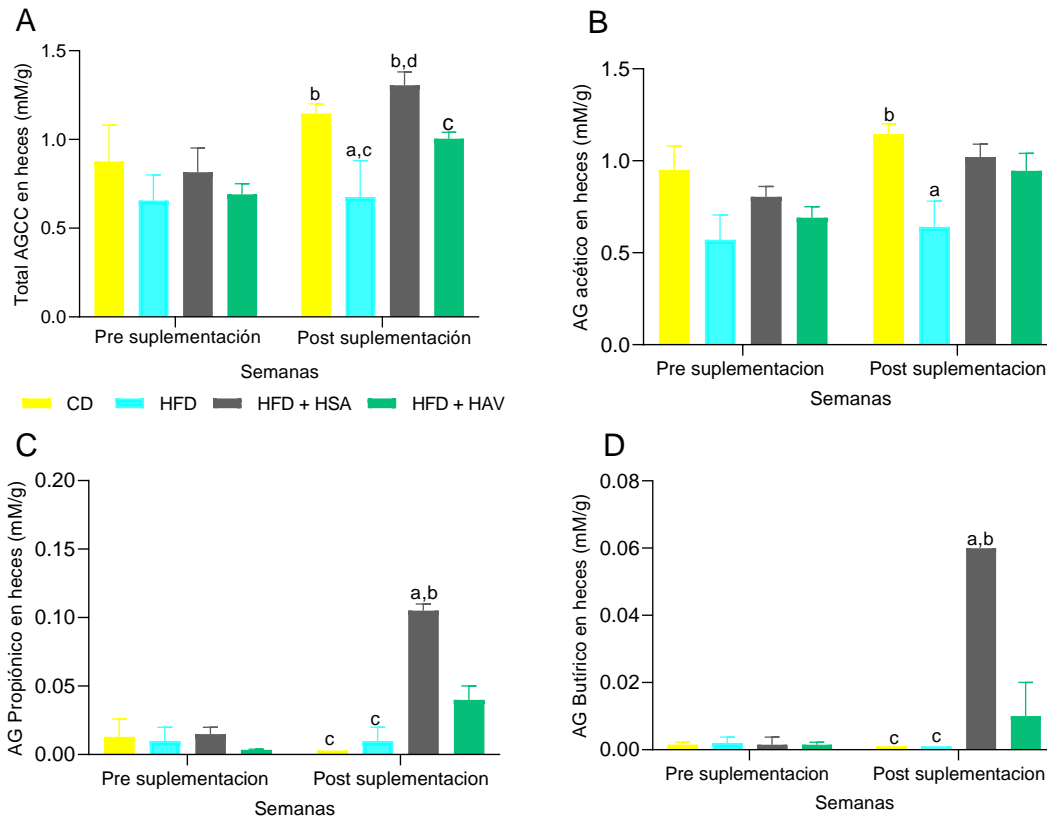 A
Total AGCC en heces (mM/g)
1.5
1.0
0.5
0.0
b
a,c
b,d
c
Pre suplementación
Post suplementación
Semanas
B
AG acético en heces (mM/g)
1.5
1.0
0.5
0.0
b
a
Pre suplementacion
Post suplementacion
Semanas
CD
HFD
HFD + HSA
HFD + HAV
C
AG Propiónico en heces (mM/g)
0.20
0.15
0.10
0.05
0.00
c
c
a,b
Pre suplementacion
Post suplementacion
Semanas
D
AG Butírico en heces (mM/g)
0.08
0.06
0.04
0.02
0.00
c
c
a,b
Pre suplementacion
Post suplementacion
Semanas